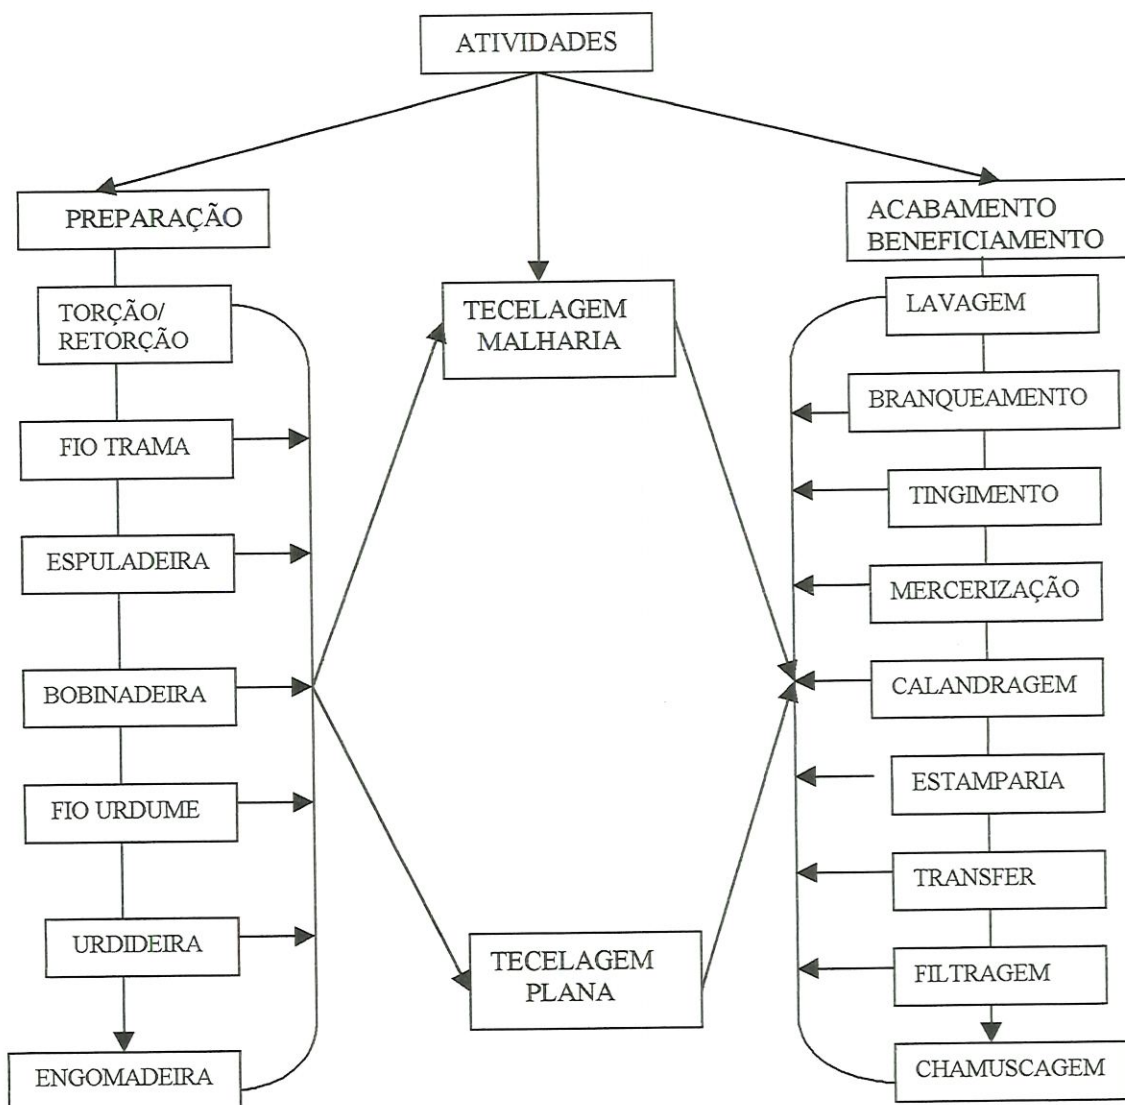 ATIVIDADES
PREPARAÇÃO
TORÇÃO/
RETORÇÃO
FIO TRAMA
ESPULADEIRA
BOBINADEIRA
FIO URDUME
URDIDEIRA
ENGOMADEIRA
TECELAGEM
MALHARIA
TECELAGEM
PLANA
ACABAMENTO
BENEFICIAMENTO
LAVAGEM
BRANQUEAMENTO
TINGIMENTO
MERCERIZAÇÃO
CALANDRAGEM
ESTAMPARIA
TRANSFER
FILTRAGEM
CHAMUSCAGEM